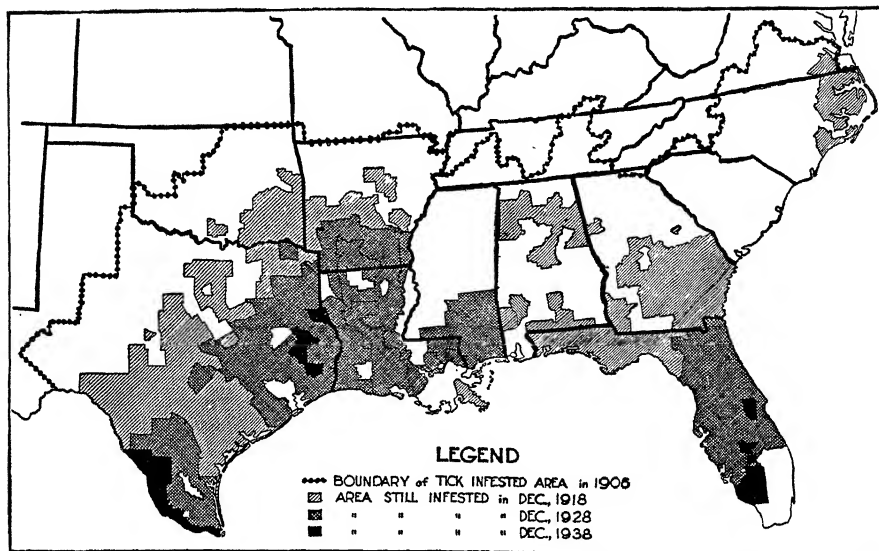 LEGEND
BOUNDARY of TICK INFESTED AREA in 1906
AREA STILL INFESTED in DEC., 1918
" " " " DEC., 1928
" " " " DEC., 1938